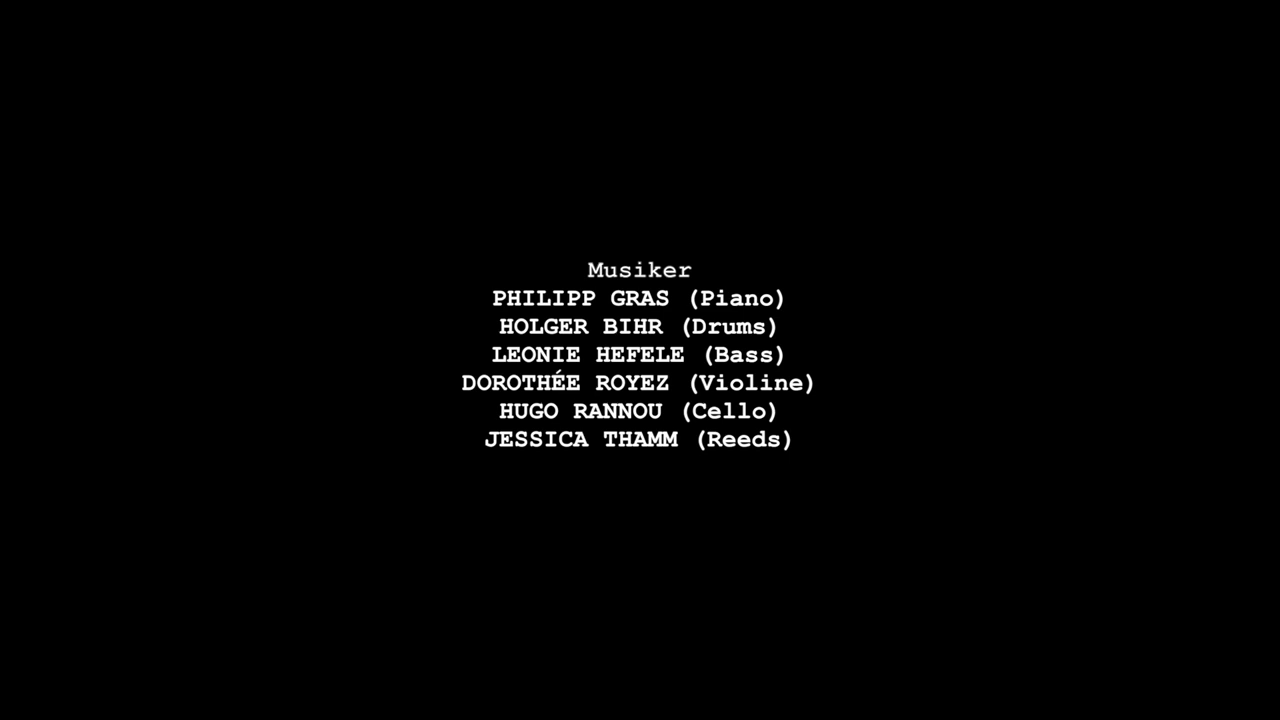 Musiker
PHILIPP GRAS (Piano)
HOLGER BIHR (Drums)
LEONIE HEFELE (Bass)
DOROTHÉE ROYEZ (Violine)
HUGO RANNOU (Cello)
JESSICA THAMM (Reeds)